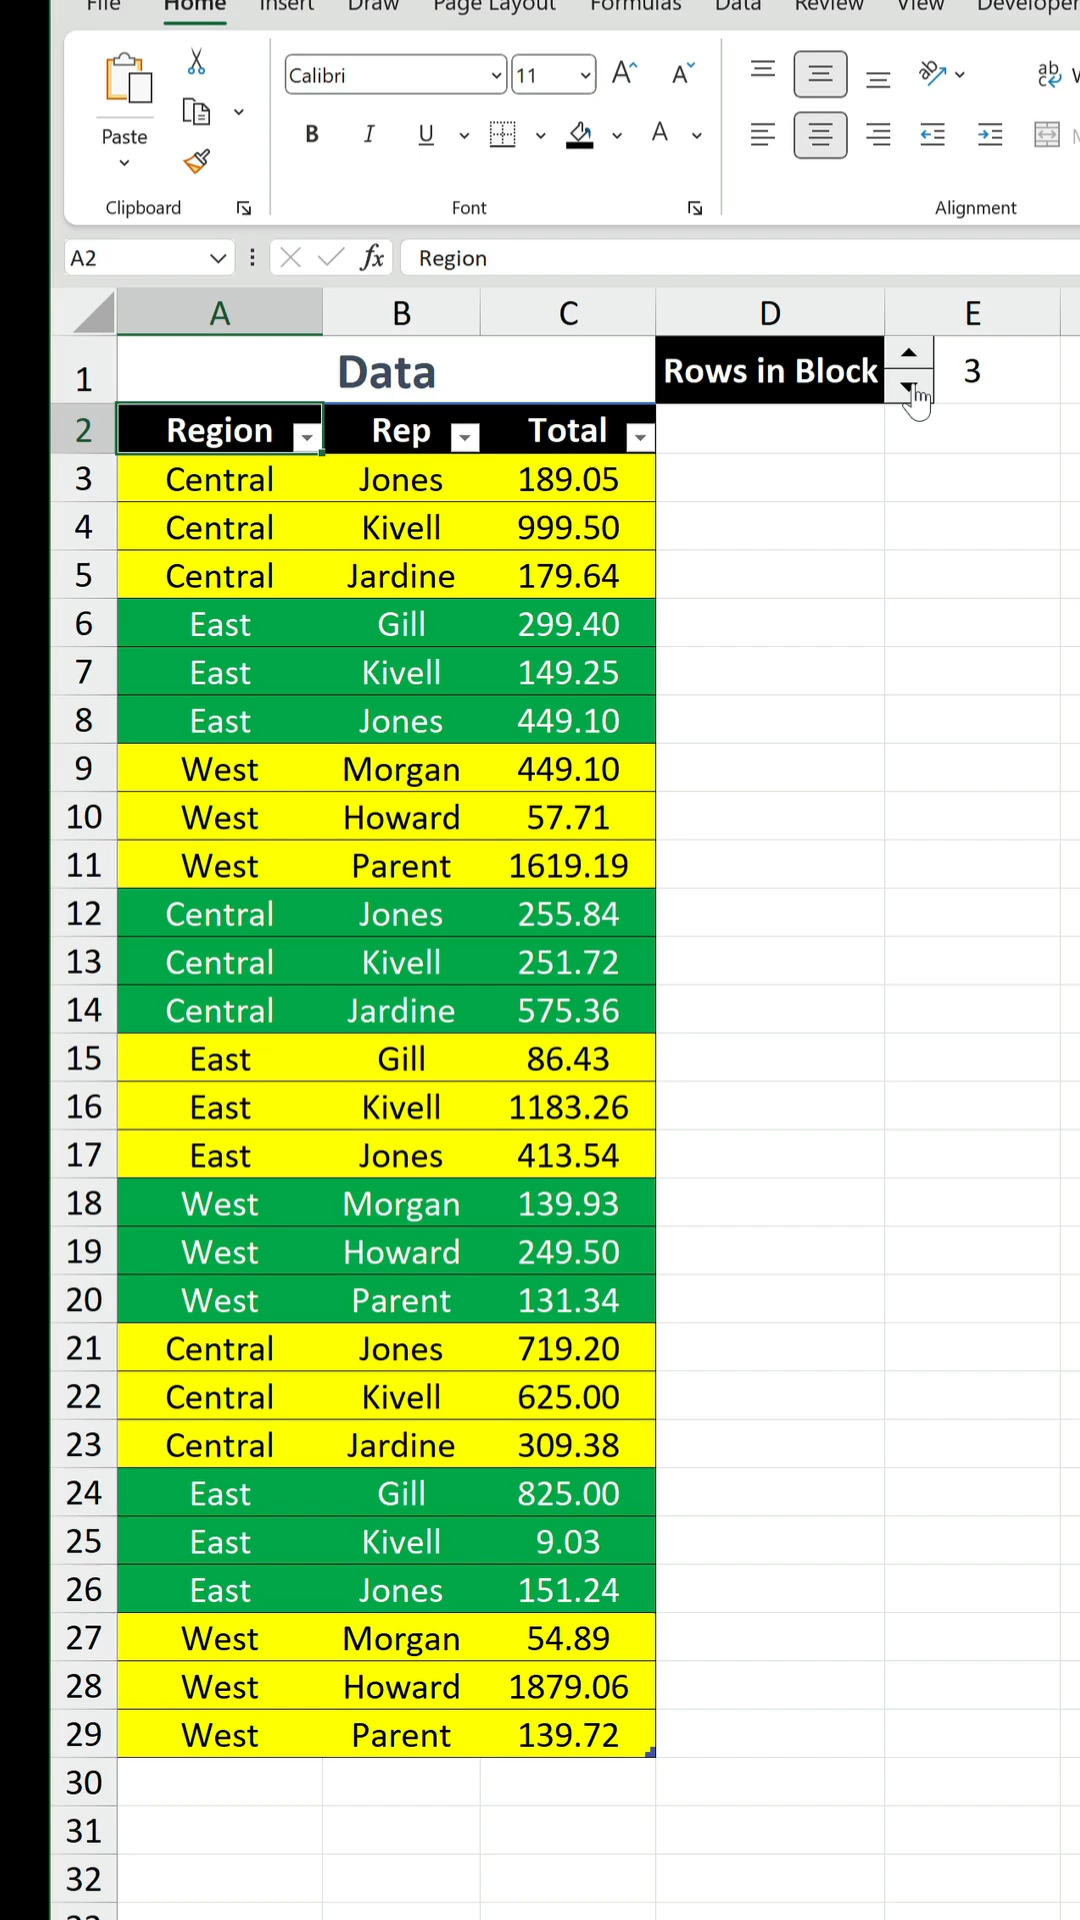 File Home Insert Draw Page Layout Formulas Data Review View Developer
Calibri 11
Paste
B I U A
Clipboard Font Alignment
A2 fx Region
A B C D E
1 Data Rows in Block 3
2 Region Rep Total
3 Central Jones 189.05
4 Central Kivell 999.50
5 Central Jardine 179.64
6 East Gill 299.40
7 East Kivell 149.25
8 East Jones 449.10
9 West Morgan 449.10
10 West Howard 57.71
11 West Parent 1619.19
12 Central Jones 255.84
13 Central Kivell 251.72
14 Central Jardine 575.36
15 East Gill 86.43
16 East Kivell 1183.26
17 East Jones 413.54
18 West Morgan 139.93
19 West Howard 249.50
20 West Parent 131.34
21 Central Jones 719.20
22 Central Kivell 625.00
23 Central Jardine 309.38
24 East Gill 825.00
25 East Kivell 9.03
26 East Jones 151.24
27 West Morgan 54.89
28 West Howard 1879.06
29 West Parent 139.72
30
31
32